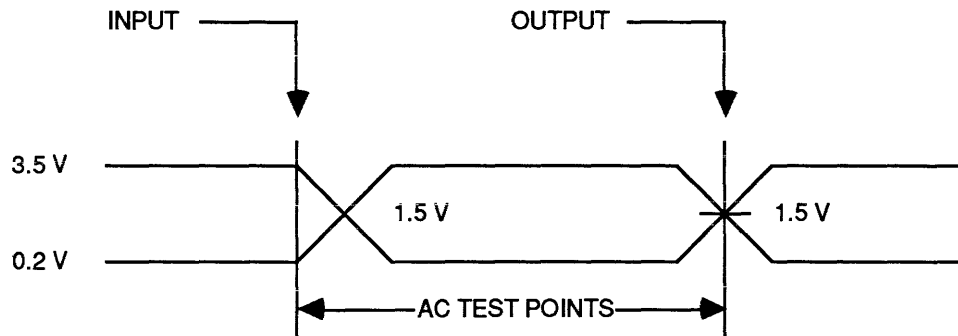 INPUT
OUTPUT
3.5 V
1.5 V
1.5 V
0.2 V
AC TEST POINTS